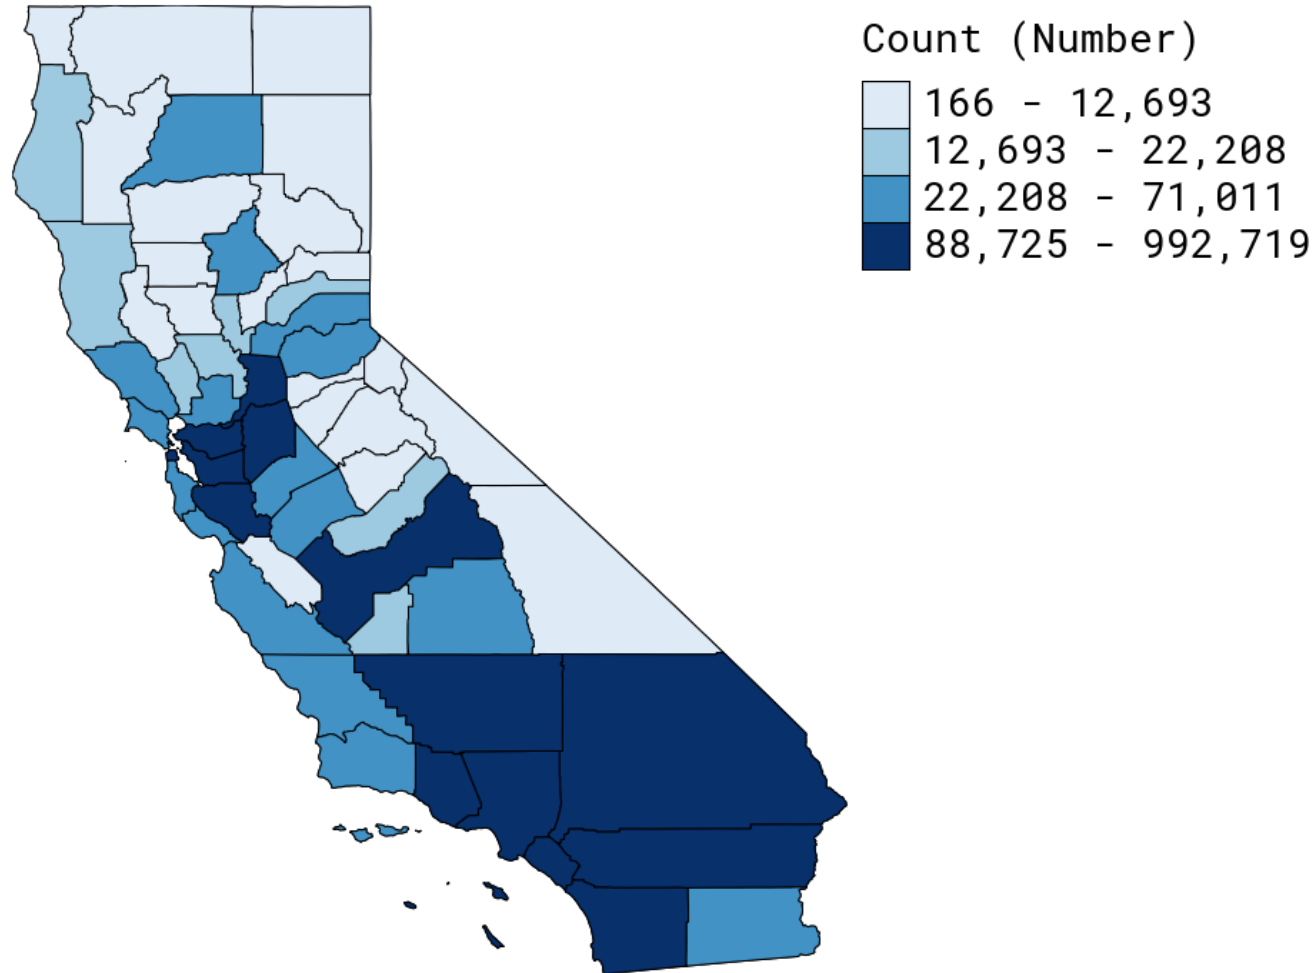 Count (Number)
166 - 12,693
12,693 - 22,208
22,208 - 71,011
88,725 - 992,719